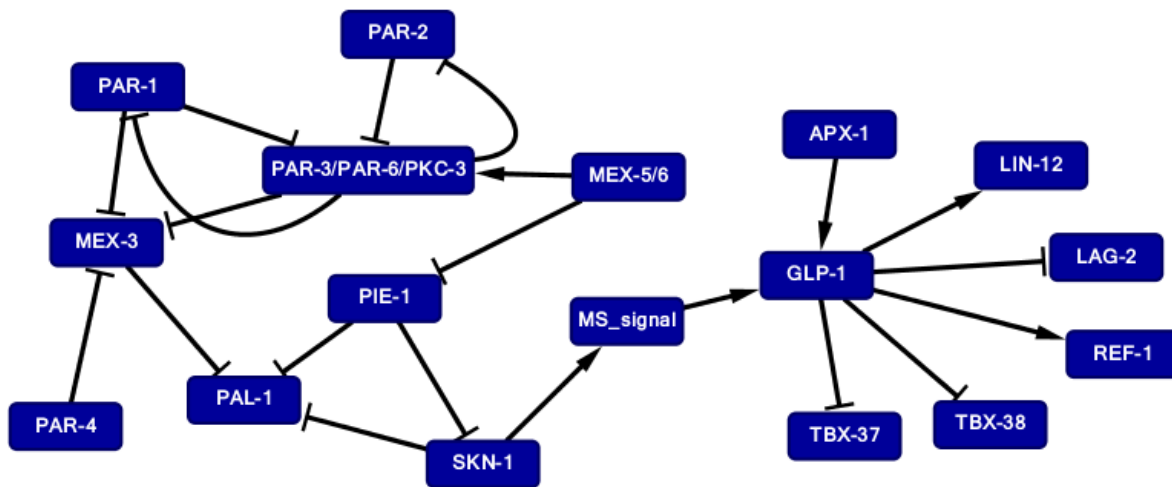 PAR-2
PAR-1
APX-1
LIN-12
PAR-3/PAR-6/PKC-3
MEX-5/6
MEX-3
LAG-2
GLP-1
PIE-1
MS_signal
REF-1
PAL-1
PAR-4
TBX-37
TBX-38
SKN-1